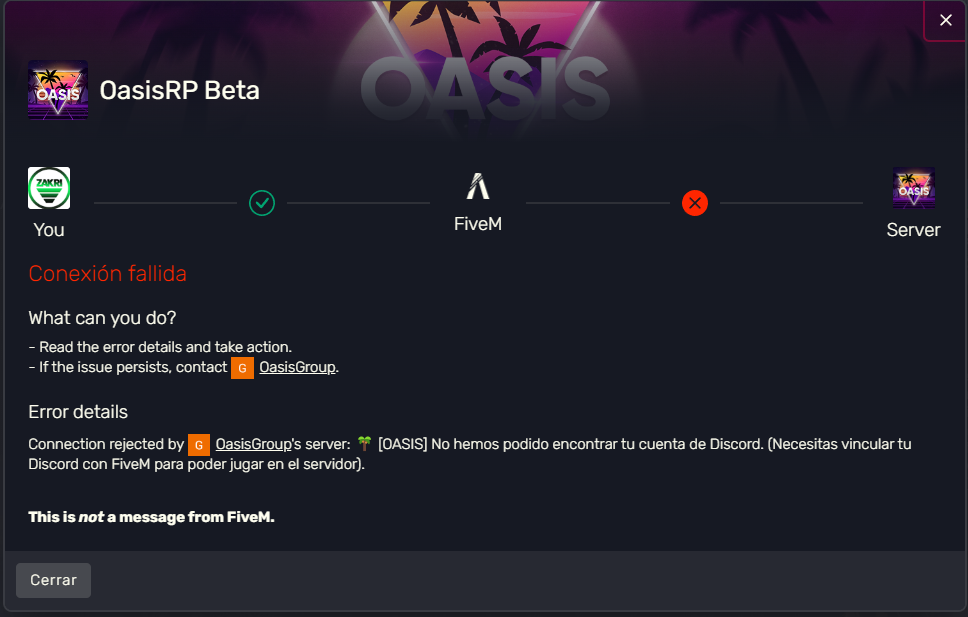 OASIS
OASIS
OasisRP Beta
ZAKRI
OASIS
You
FiveM
Server
Conexión fallida
What can you do?
- Read the error details and take action.
- If the issue persists, contact G OasisGroup.
Error details
Connection rejected by G OasisGroup's server: 🌴 [OASIS] No hemos podido encontrar tu cuenta de Discord. (Necesitas vincular tu
Discord con FiveM para poder jugar en el servidor).
This is not a message from FiveM.
Cerrar